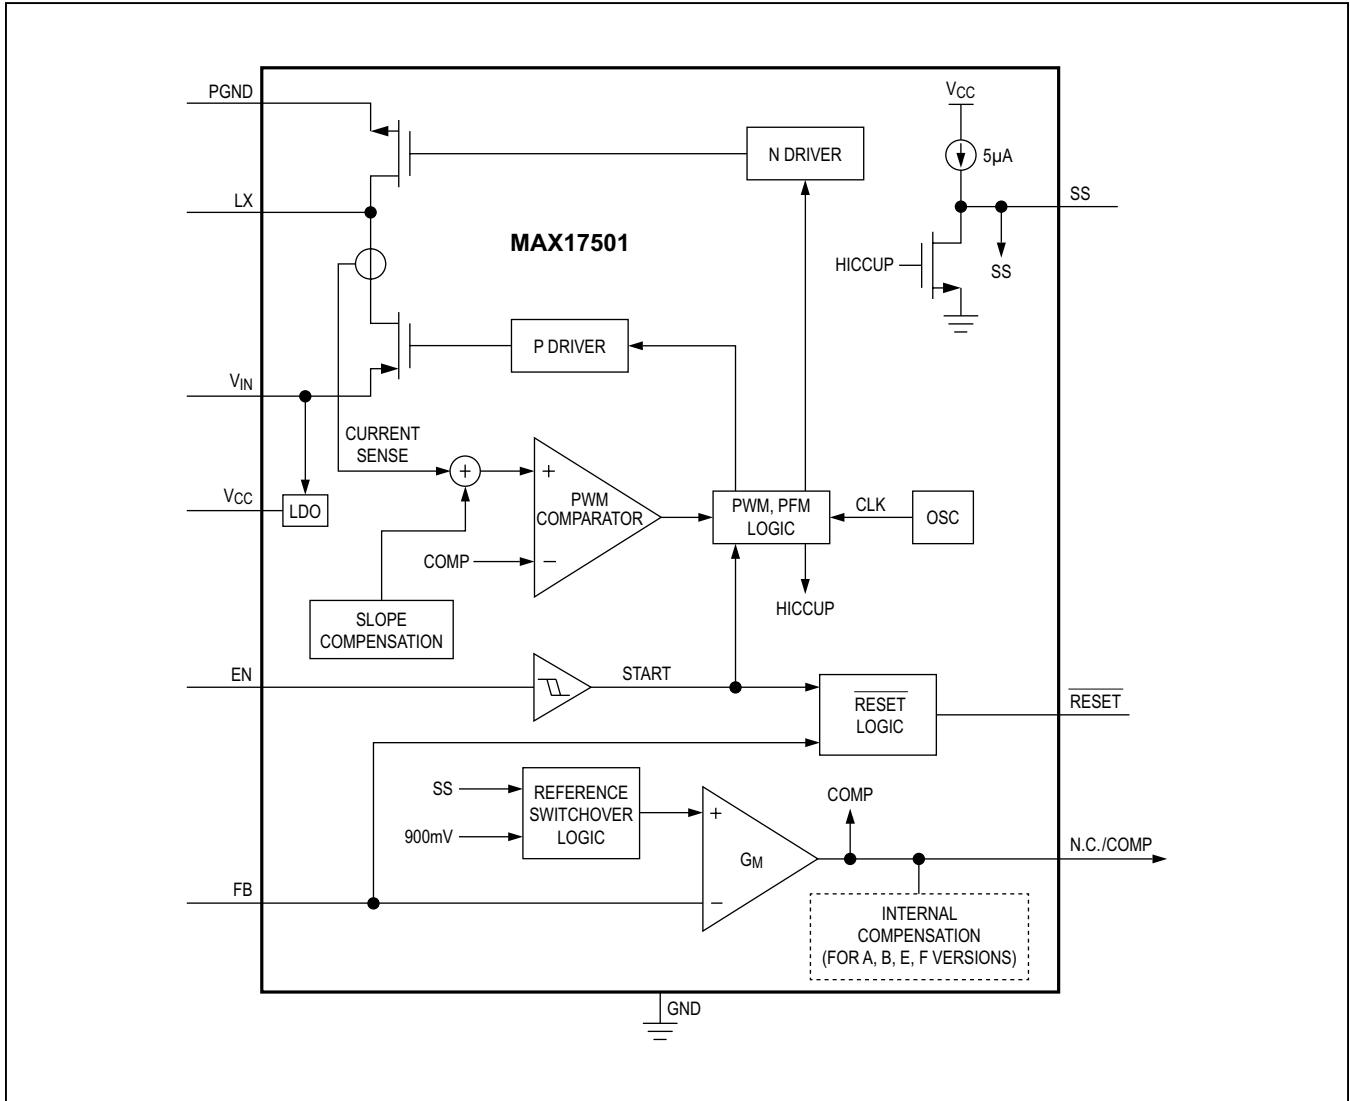 PGND
VCC
N DRIVER
5µA
LX
SS
MAX17501
HICCUP
SS
P DRIVER
VIN
CURRENT
SENSE
+
+
VCC
LDO
PWM
COMPARATOR
PWM, PFM
LOGIC
CLK
OSC
COMP
−
HICCUP
SLOPE
COMPENSATION
EN
START
RESET
LOGIC
RESET
SS
REFERENCE
SWITCHOVER
LOGIC
900mV
+
GM
−
COMP
N.C./COMP
FB
INTERNAL
COMPENSATION
(FOR A, B, E, F VERSIONS)
GND